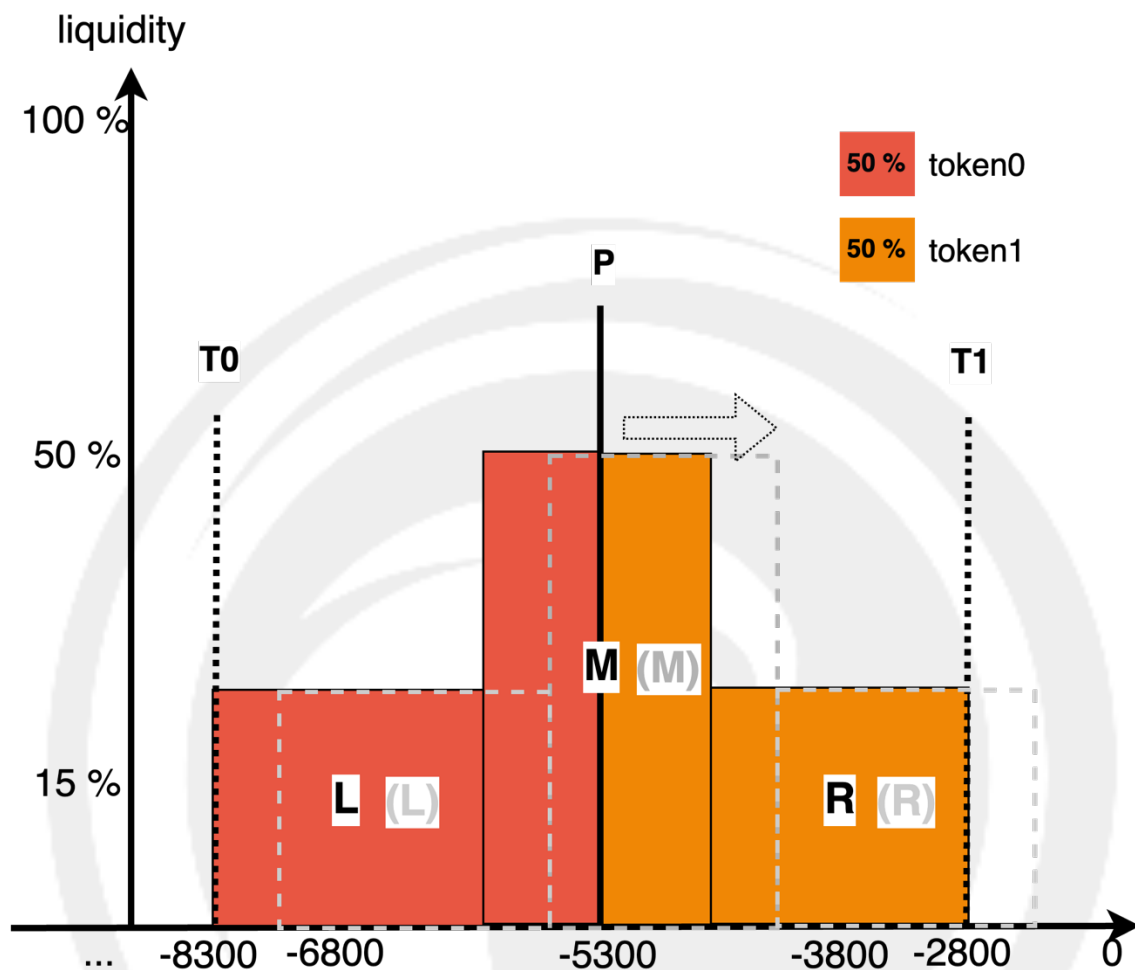 liquidity
100 %
50 % token0
50 % token1
P
T0
T1
50 %
M (M)
15 %
L (L)
R (R)
... -8300 -6800 -5300 -3800 -2800 0